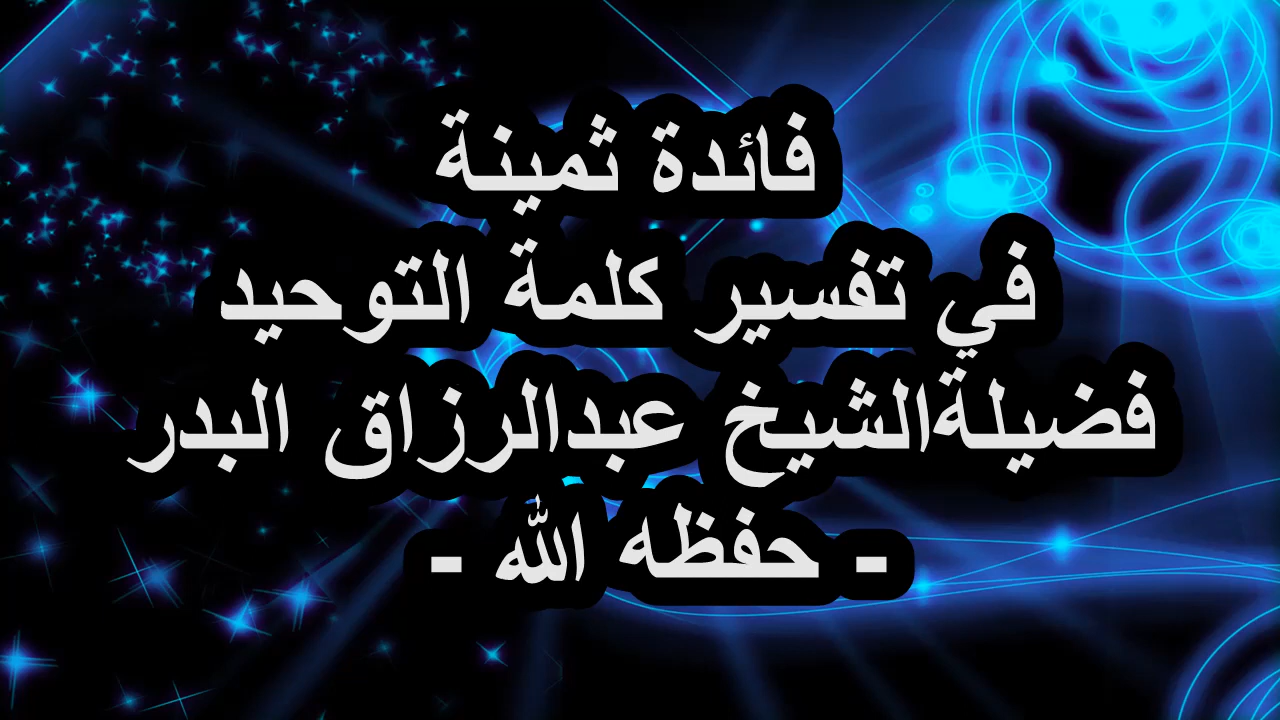 فائدة ثمينة
في تفسير كلمة التوحيد
فضيلةالشيخ عبدالرزاق البدر
- حفظه الله -